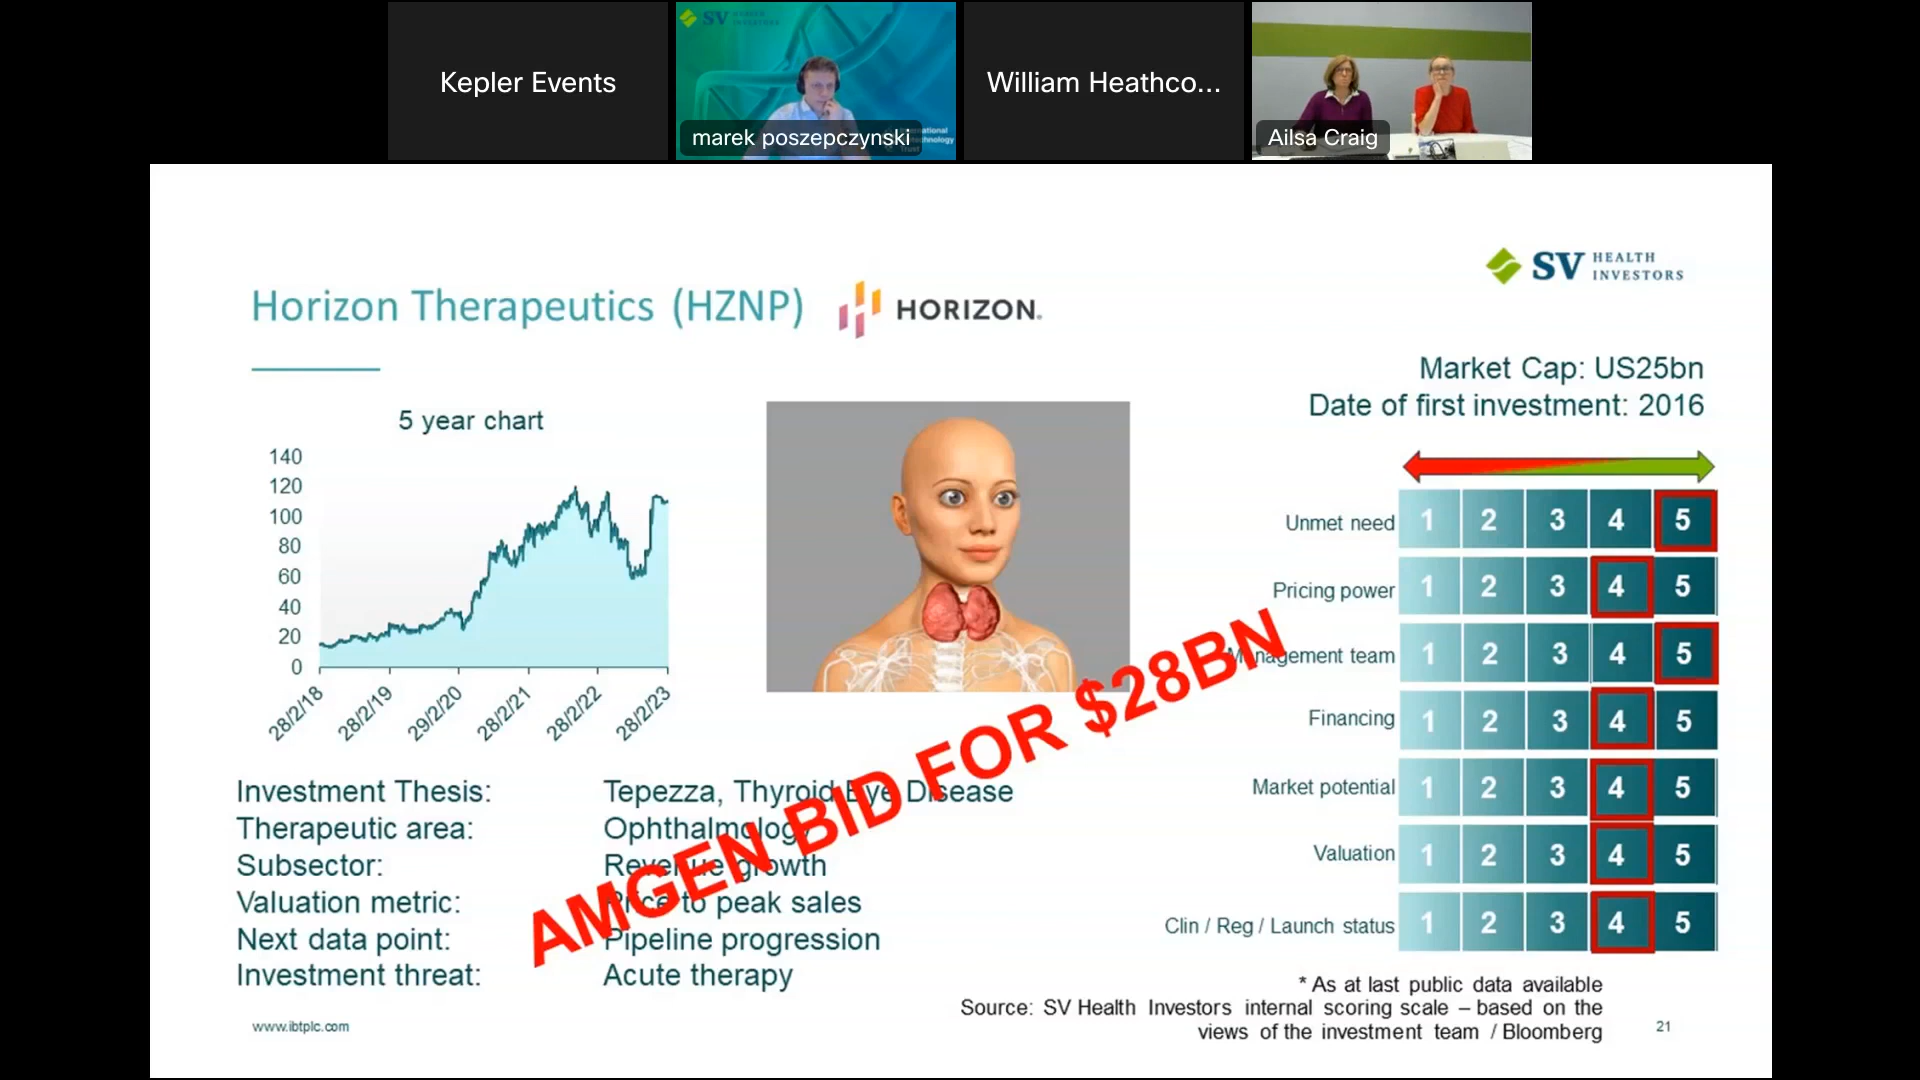 Kepler Events
SV HEALTH INVESTORS
marek poszepczynski
William Heathco...
Ailsa Craig
Horizon Therapeutics (HZNP)
HORIZON.
SV HEALTH
INVESTORS
Market Cap: US25bn
Date of first investment: 2016
5 year chart
140
120
100
80
60
40
20
0
28/2/18
28/2/19
29/2/20
28/2/21
28/2/22
28/2/23
Unmet need 1 2 3 4 5
Pricing power 1 2 3 4 5
Management team 1 2 3 4 5
Financing 1 2 3 4 5
Market potential 1 2 3 4 5
Valuation 1 2 3 4 5
Clin / Reg / Launch status 1 2 3 4 5
AMGEN BID FOR $28BN
Investment Thesis: Tepezza, Thyroid Eye Disease
Therapeutic area: Ophthalmology
Subsector: Revenue growth
Valuation metric: Price to peak sales
Next data point: Pipeline progression
Investment threat: Acute therapy
* As at last public data available
Source: SV Health Investors internal scoring scale – based on the
views of the investment team / Bloomberg
www.ibtplc.com
21